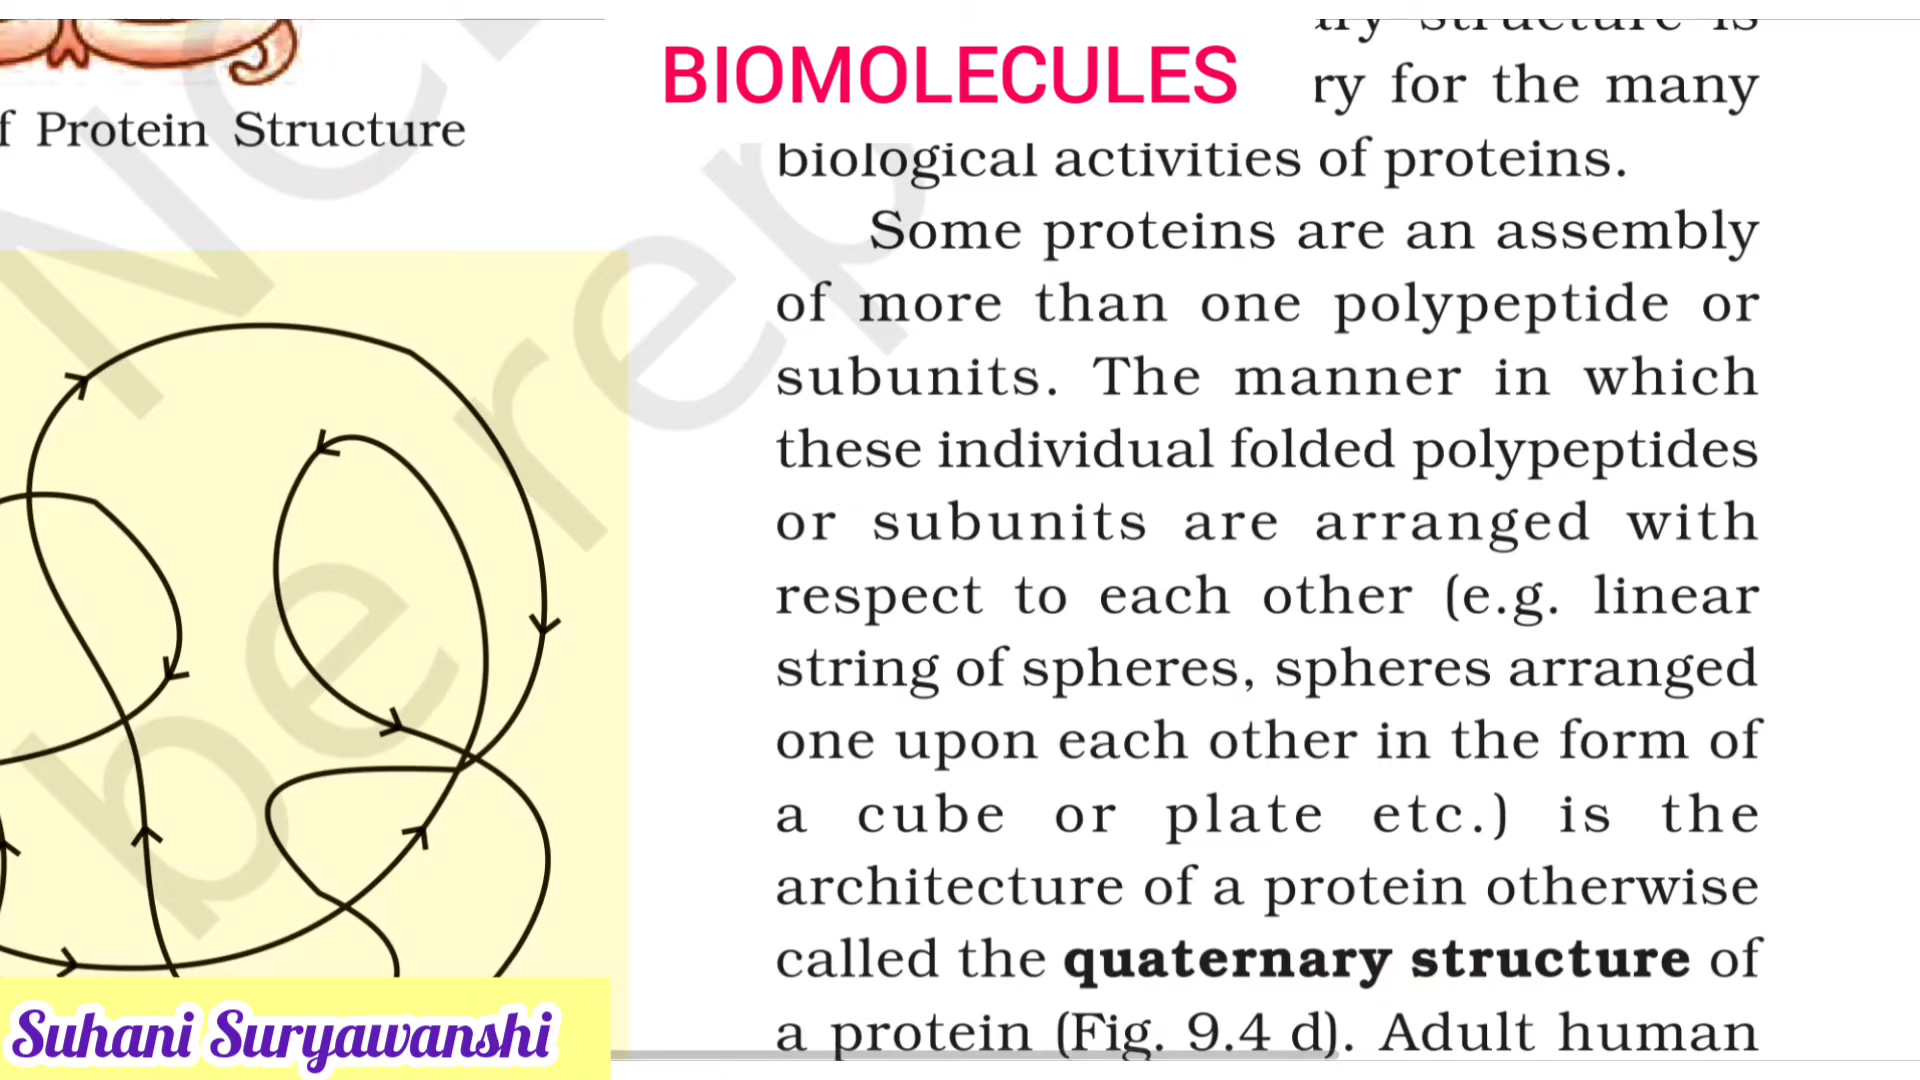 f Protein Structure
BIOMOLECULES
structure is
ry for the many
biological activities of proteins.
Some proteins are an assembly
of more than one polypeptide or
subunits. The manner in which
these individual folded polypeptides
or subunits are arranged with
respect to each other (e.g. linear
string of spheres, spheres arranged
one upon each other in the form of
a cube or plate etc.) is the
architecture of a protein otherwise
called the quaternary structure of
a protein (Fig. 9.4 d). Adult human
be rep
Suhani Suryawanshi